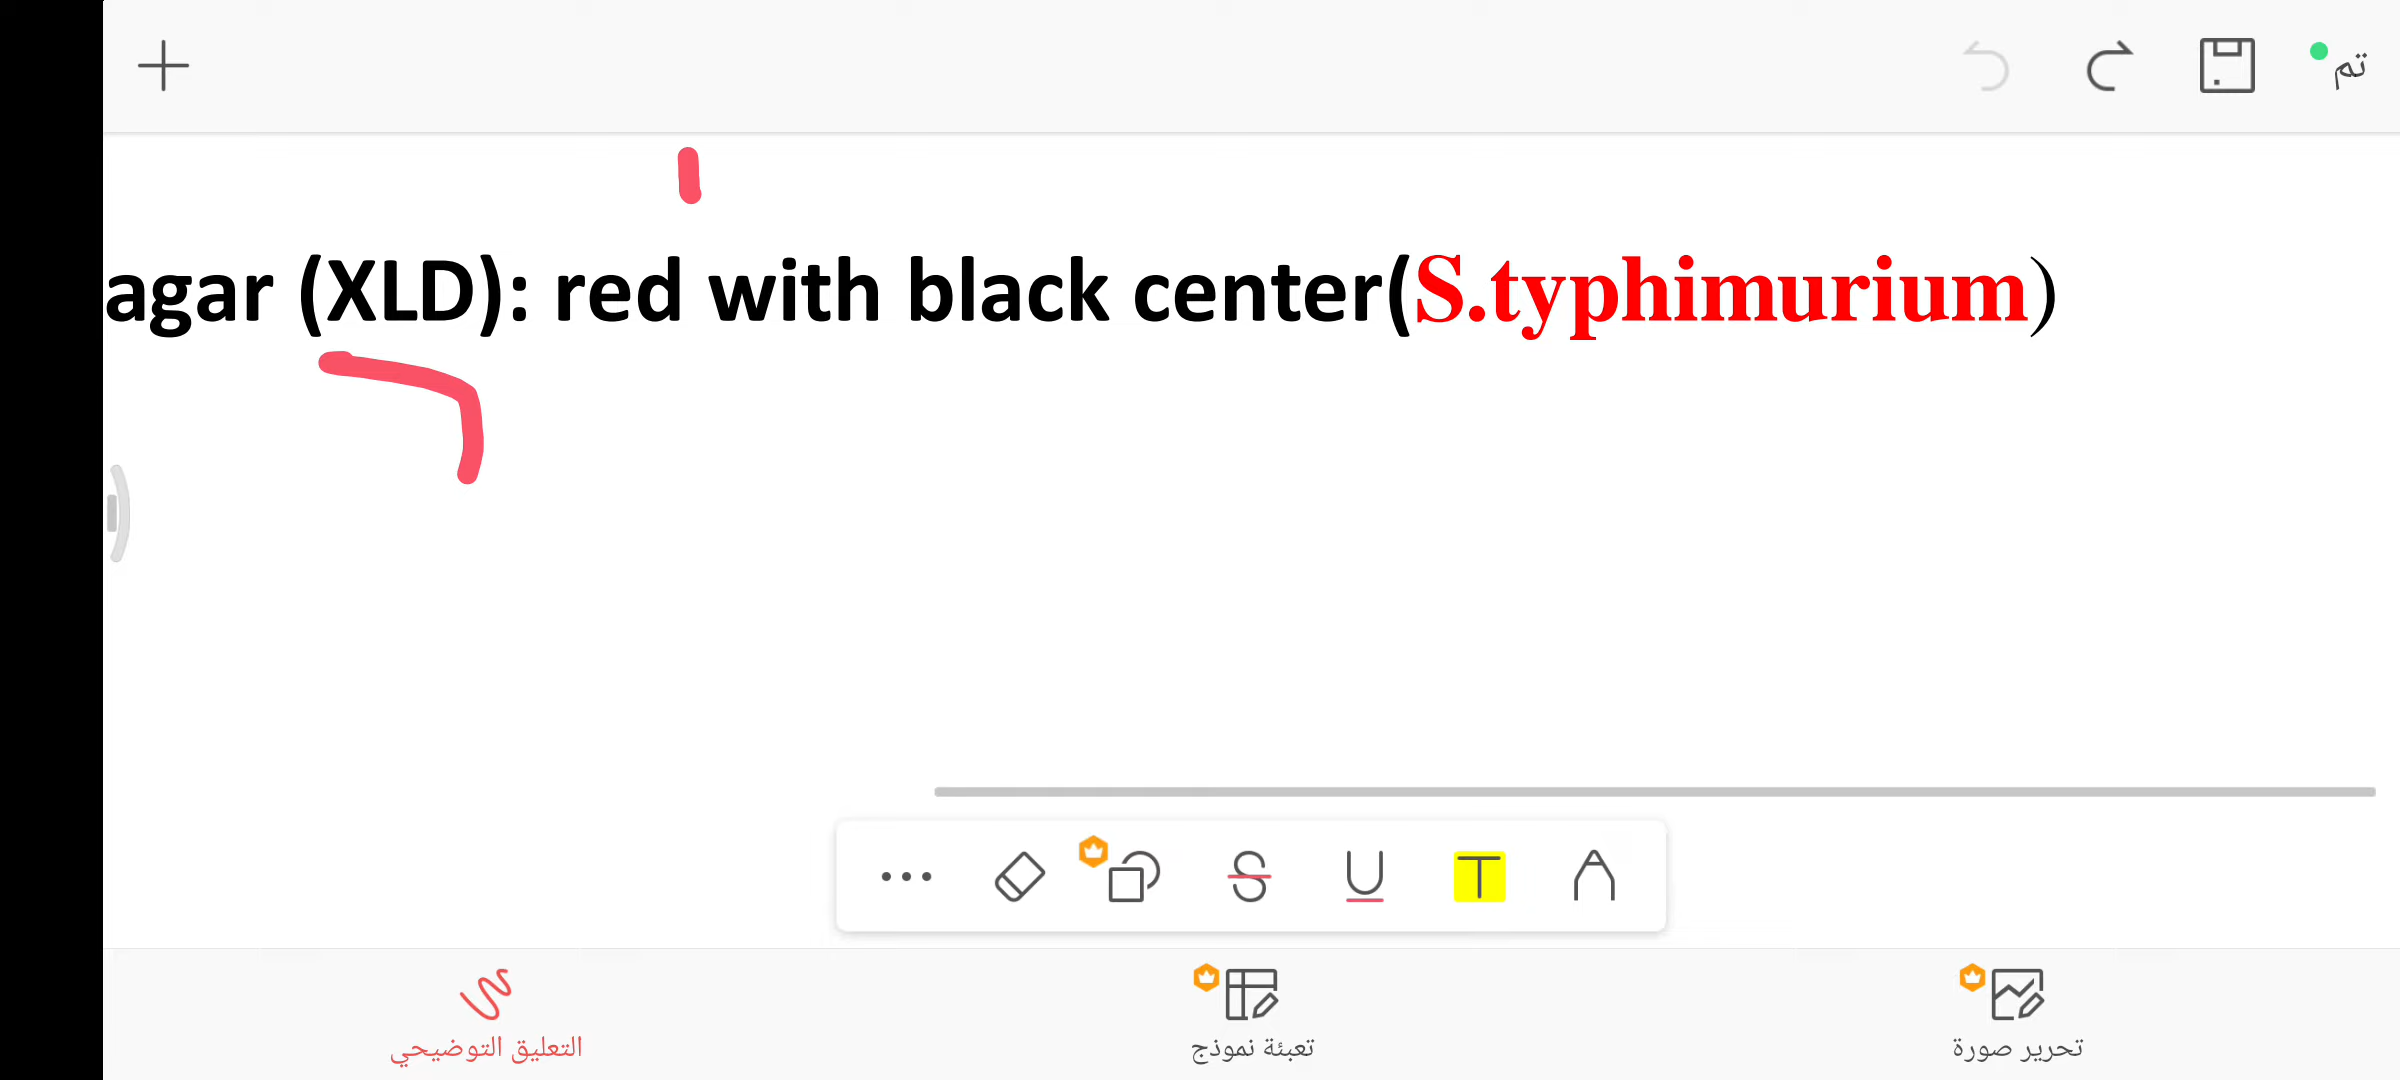 تم
agar (XLD): red with black center(S.typhimurium)
التعليق التوضيحي
تعبئة نموذج
تحرير صورة